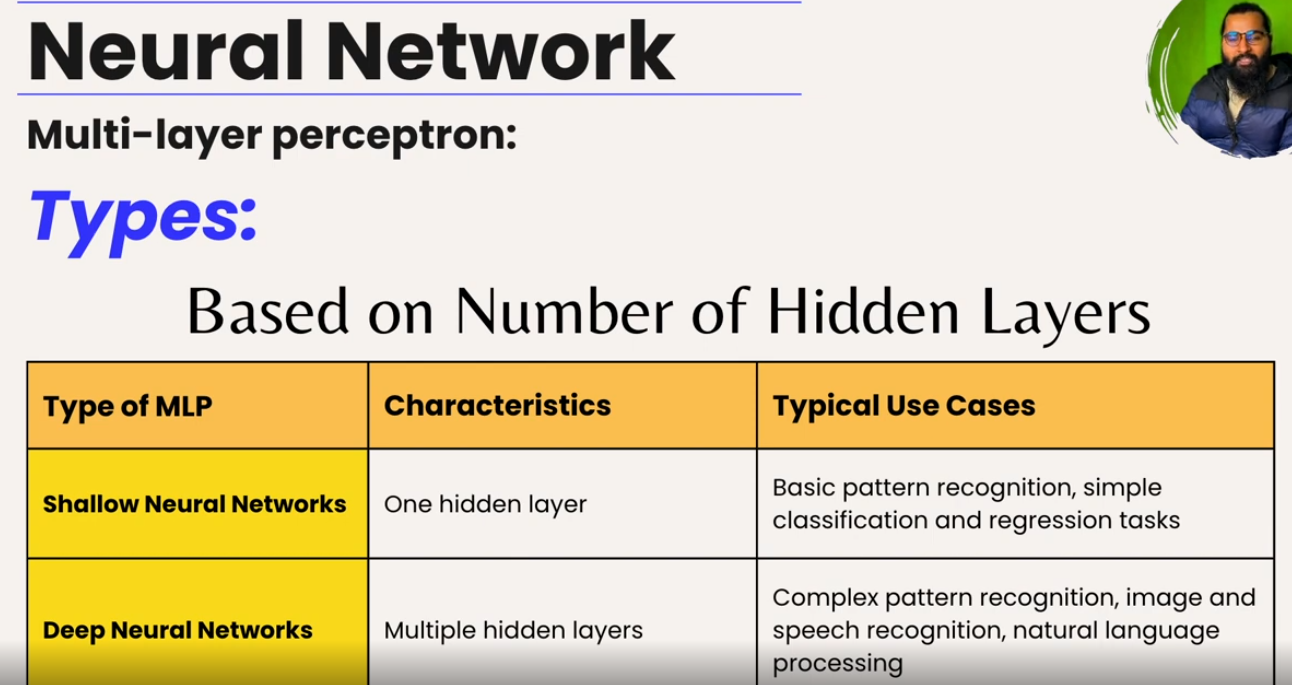 Neural Network
Multi-layer perceptron:
Types:
Based on Number of Hidden Layers
Type of MLP
Characteristics
Typical Use Cases
Shallow Neural Networks
One hidden layer
Basic pattern recognition, simple
classification and regression tasks
Deep Neural Networks
Multiple hidden layers
Complex pattern recognition, image and
speech recognition, natural language
processing